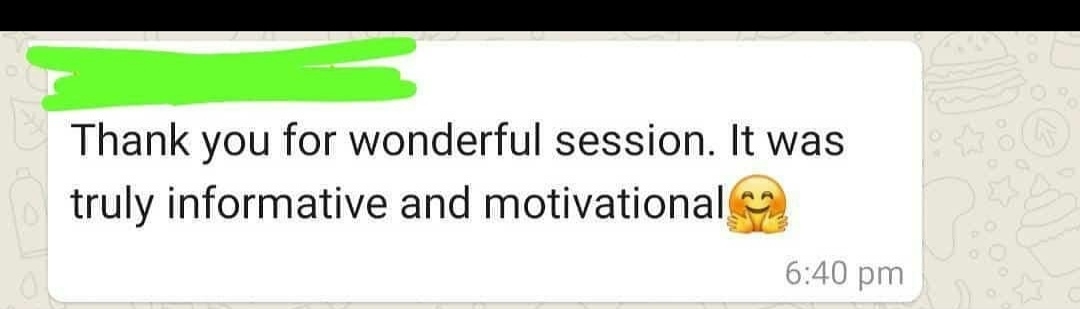 Thank you for wonderful session. It was
truly informative and motivational🤗
6:40 pm